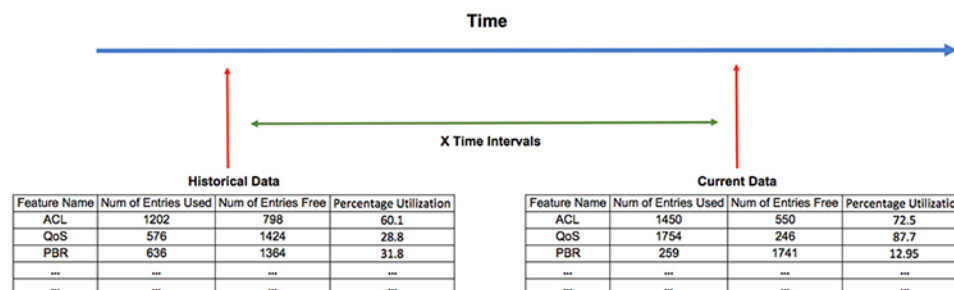 Time
X Time Intervals
Historical Data
Feature Name Num of Entries Used Num of Entries Free Percentage Utilization
ACL 1202 798 60.1
QoS 576 1424 28.8
PBR 636 1364 31.8
... ... ... ...
... ... ... ...
Current Data
Feature Name Num of Entries Used Num of Entries Free Percentage Utilizatio
ACL 1450 550 72.5
QoS 1754 246 87.7
PBR 259 1741 12.95
... ... ... ...
... ... ... ...